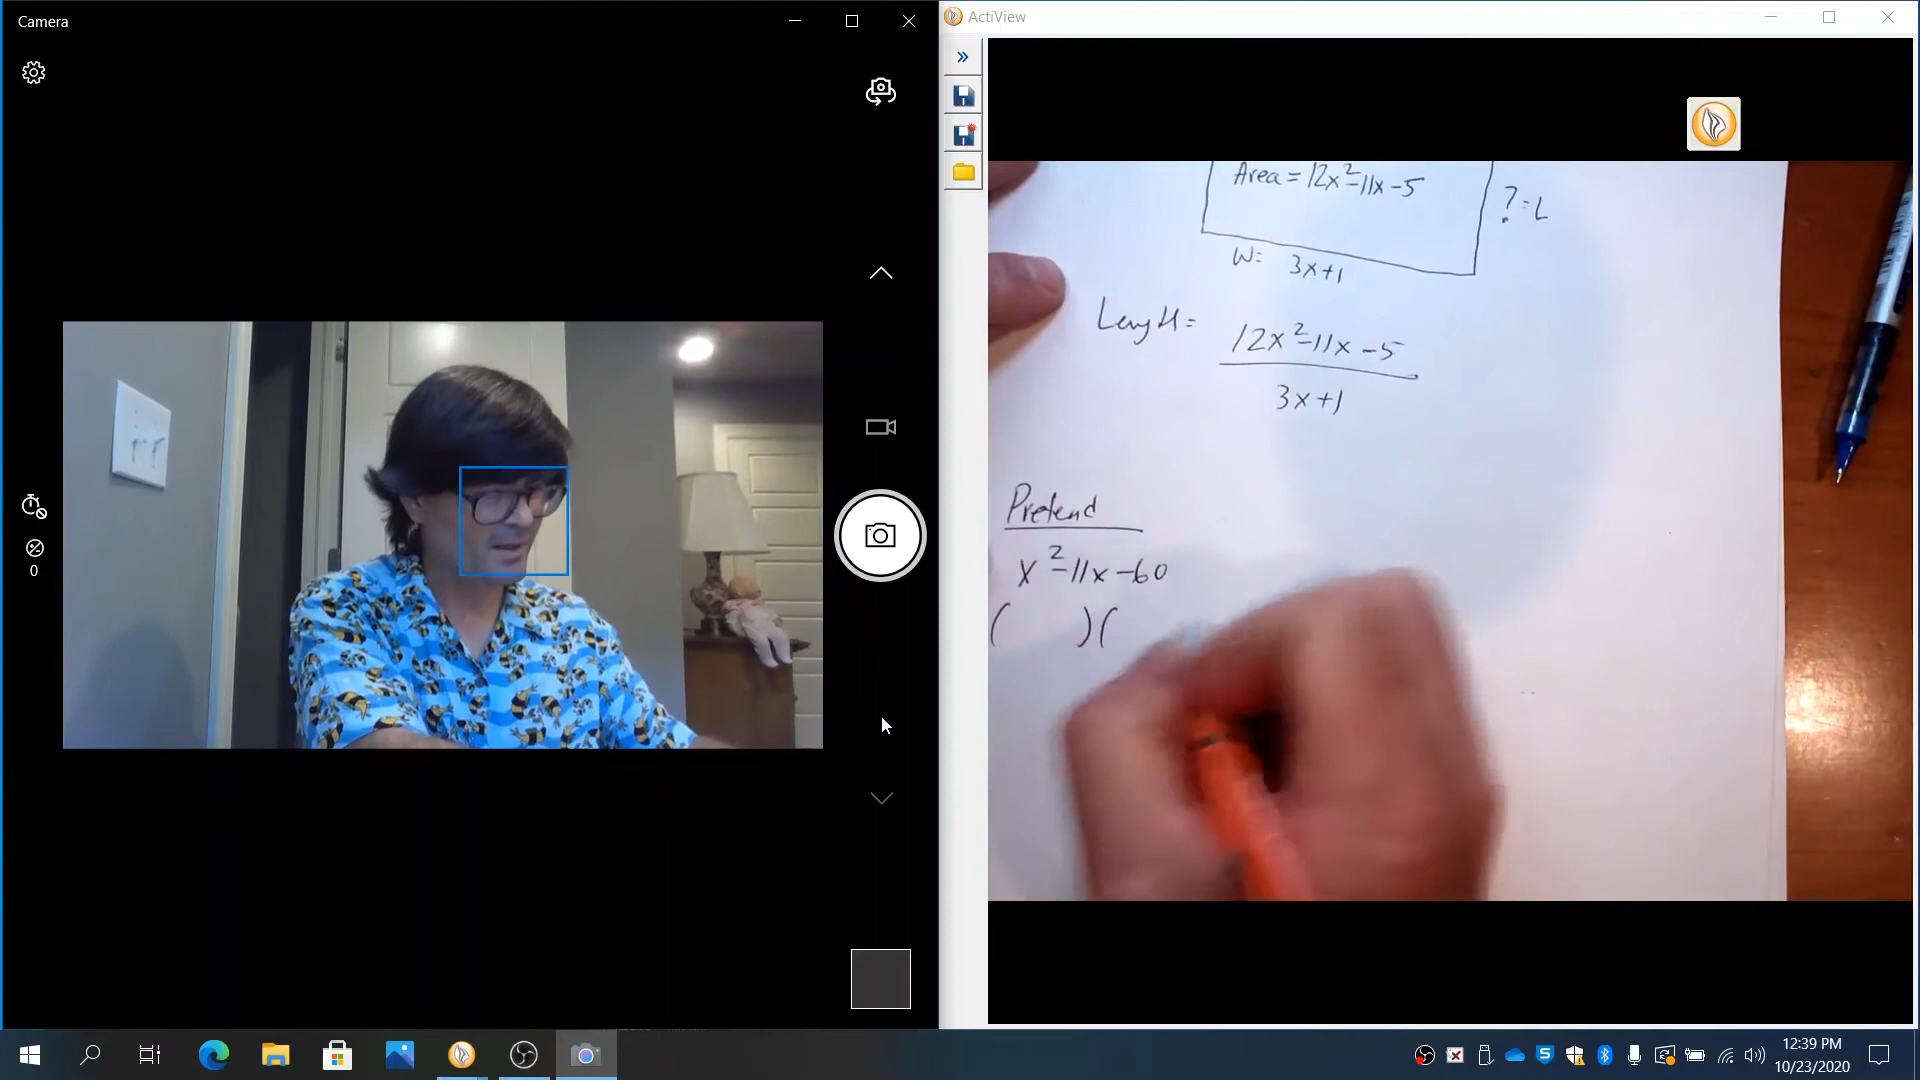 Camera
ActiView
Area = 12x²-11x-5
? = L
W = 3x+1
Length = 12x²-11x-5
3x+1
Pretend
x²-11x-60
( )(
0
12:39 PM
10/23/2020